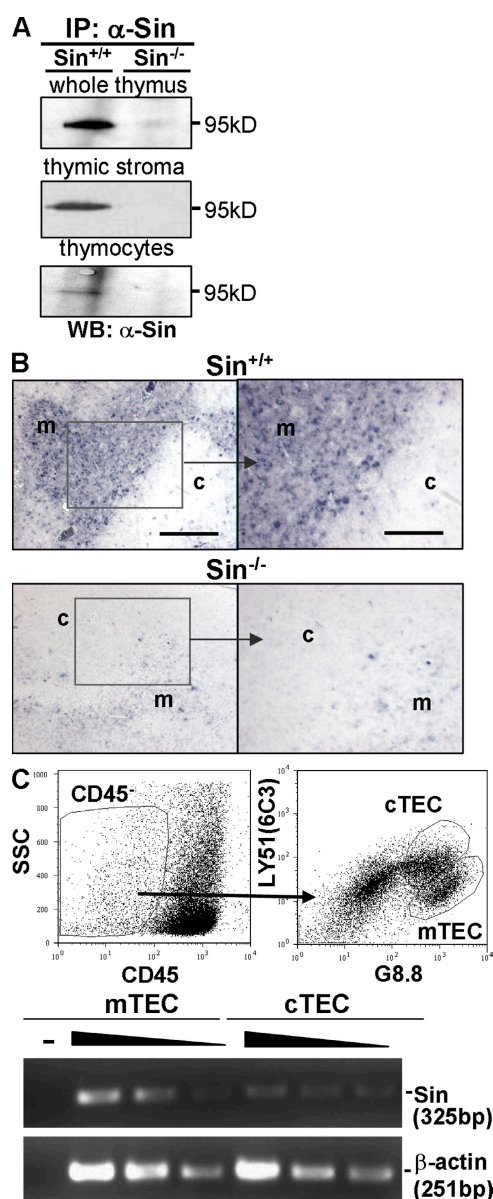 A
IP: α-Sin
Sin+/+ Sin-/-
whole thymus
95kD
thymic stroma
95kD
thymocytes
95kD
WB: α-Sin
B
Sin+/+
m
c
m
c
Sin-/-
c
m
c
m
C
CD45-
SSC
1000
800
600
400
200
0
10^0 10^1 10^2 10^3 10^4
CD45
LY51(6C3)
10^4
10^3
10^2
10^1
10^0
cTEC
mTEC
10^0 10^1 10^2 10^3 10^4
G8.8
mTEC cTEC
-
-Sin
(325bp)
-β-actin
(251bp)